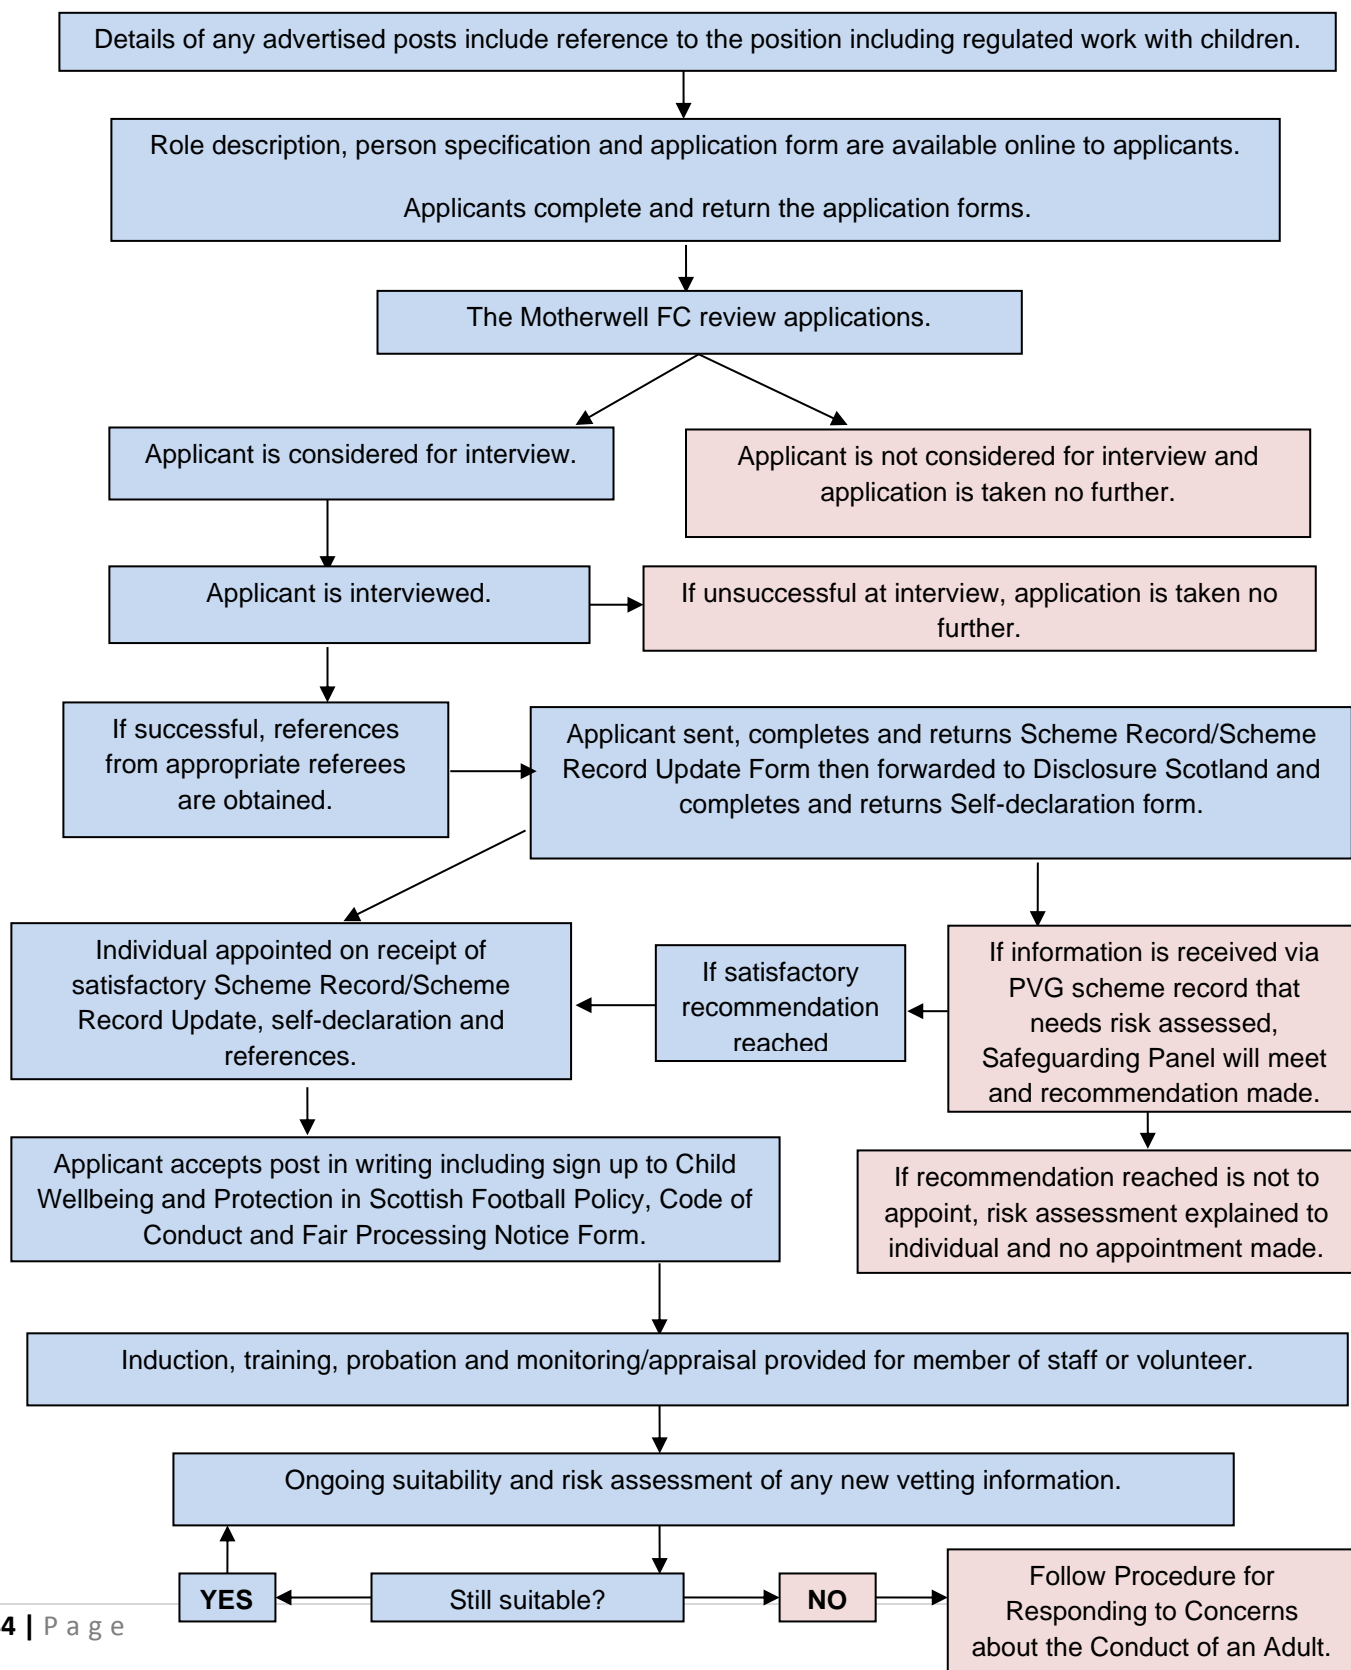 Details of any advertised posts include reference to the position including regulated work with children.
Role description, person specification and application form are available online to applicants.
Applicants complete and return the application forms.
The Motherwell FC review applications.
Applicant is considered for interview.
Applicant is not considered for interview and
application is taken no further.
Applicant is interviewed.
If unsuccessful at interview, application is taken no
further.
If successful, references
from appropriate referees
are obtained.
Applicant sent, completes and returns Scheme Record/Scheme
Record Update Form then forwarded to Disclosure Scotland and
completes and returns Self-declaration form.
Individual appointed on receipt of
satisfactory Scheme Record/Scheme
Record Update, self-declaration and
references.
If satisfactory
recommendation
reached
If information is received via
PVG scheme record that
needs risk assessed,
Safeguarding Panel will meet
and recommendation made.
Applicant accepts post in writing including sign up to Child
Wellbeing and Protection in Scottish Football Policy, Code of
Conduct and Fair Processing Notice Form.
If recommendation reached is not to
appoint, risk assessment explained to
individual and no appointment made.
Induction, training, probation and monitoring/appraisal provided for member of staff or volunteer.
Ongoing suitability and risk assessment of any new vetting information.
YES
Still suitable?
NO
Follow Procedure for
Responding to Concerns
about the Conduct of an Adult.
4 | Page